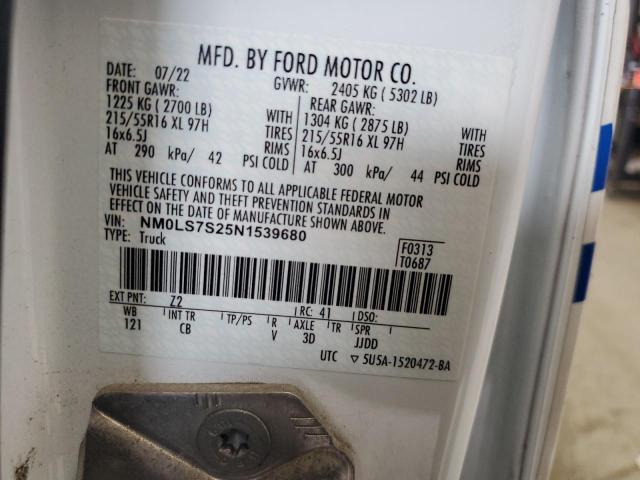 MFD. BY FORD MOTOR CO.
DATE: 07/22 GVWR: 2405 KG ( 5302 LB)
FRONT GAWR: REAR GAWR:
1225 KG ( 2700 LB) WITH 1304 KG ( 2875 LB) WITH
215/55R16 XL 97H TIRES 215/55R16 XL 97H TIRES
16x6.5J RIMS 16x6.5J RIMS
AT 290 kPa/ 42 PSI COLD AT 300 kPa/ 44 PSI COLD
THIS VEHICLE CONFORMS TO ALL APPLICABLE FEDERAL MOTOR
VEHICLE SAFETY AND THEFT PREVENTION STANDARDS IN
EFFECT ON THE DATE OF MANUFACTURE SHOWN ABOVE.
VIN: NM0LS7S25N1539680 F0313
TYPE: Truck T0687
EXT PNT: Z2 RC: 41 DSO:
WB INT TR TP/PS R AXLE TR SPR
121 CB V 3D JJDD
UTC ▽ 5U5A-1520472-BA